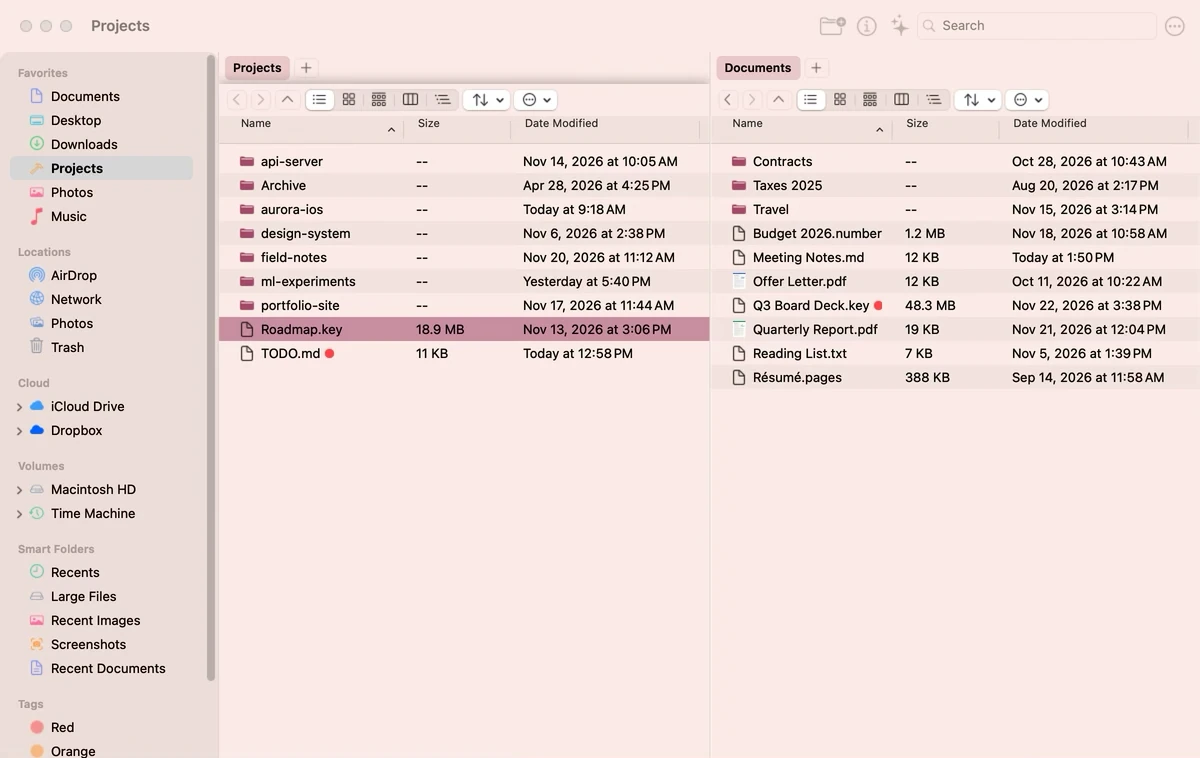 Projects
Search
Favorites
Documents
Desktop
Downloads
Projects
Photos
Music
Locations
AirDrop
Network
Photos
Trash
Cloud
iCloud Drive
Dropbox
Volumes
Macintosh HD
Time Machine
Smart Folders
Recents
Large Files
Recent Images
Screenshots
Recent Documents
Tags
Red
Orange
Projects
Name Size Date Modified
api-server -- Nov 14, 2026 at 10:05 AM
Archive -- Apr 28, 2026 at 4:25 PM
aurora-ios -- Today at 9:18 AM
design-system -- Nov 6, 2026 at 2:38 PM
field-notes -- Nov 20, 2026 at 11:12 AM
ml-experiments -- Yesterday at 5:40 PM
portfolio-site -- Nov 17, 2026 at 11:44 AM
Roadmap.key 18.9 MB Nov 13, 2026 at 3:06 PM
TODO.md 11 KB Today at 12:58 PM
Documents
Name Size Date Modified
Contracts -- Oct 28, 2026 at 10:43 AM
Taxes 2025 -- Aug 20, 2026 at 2:17 PM
Travel -- Nov 15, 2026 at 3:14 PM
Budget 2026.number 1.2 MB Nov 18, 2026 at 10:58 AM
Meeting Notes.md 12 KB Today at 1:50 PM
Offer Letter.pdf 12 KB Oct 11, 2026 at 10:22 AM
Q3 Board Deck.key 48.3 MB Nov 22, 2026 at 3:38 PM
Quarterly Report.pdf 19 KB Nov 21, 2026 at 12:04 PM
Reading List.txt 7 KB Nov 5, 2026 at 1:39 PM
Résumé.pages 388 KB Sep 14, 2026 at 11:58 AM